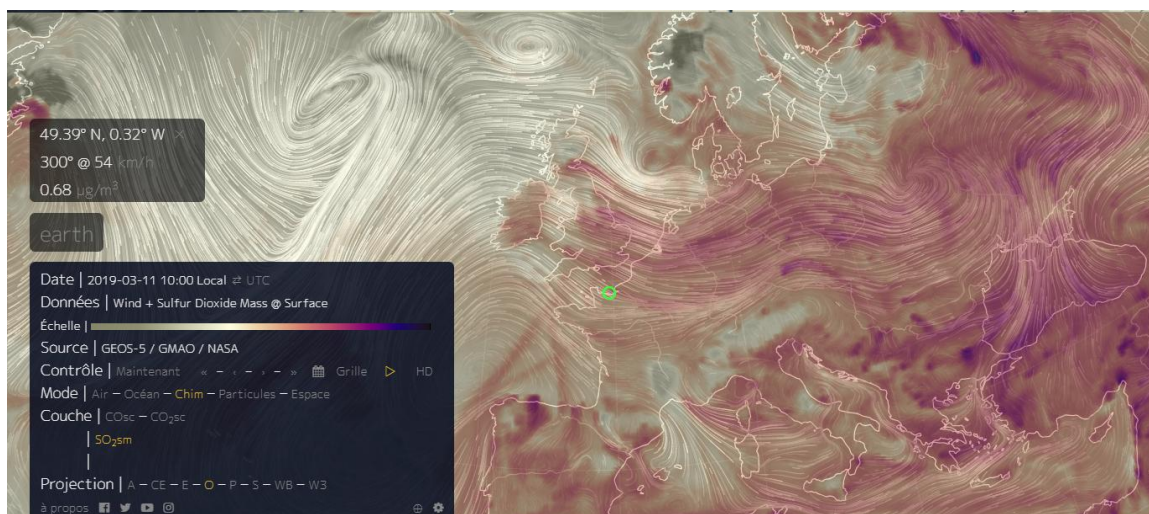 49.39° N, 0.32° W ×
300° @ 54 km/h
0.68 µg/m³
earth
Date | 2019-03-11 10:00 Local ⇄ UTC
Données | Wind + Sulfur Dioxide Mass @ Surface
Échelle |
Source | GEOS-5 / GMAO / NASA
Contrôle | Maintenant « – ‹ – › – » Grille HD
Mode | Air – Océan – Chim – Particules – Espace
Couche | COsc – CO₂sc
| SO₂sm
|
Projection | A – CE – E – O – P – S – WB – W3
à propos